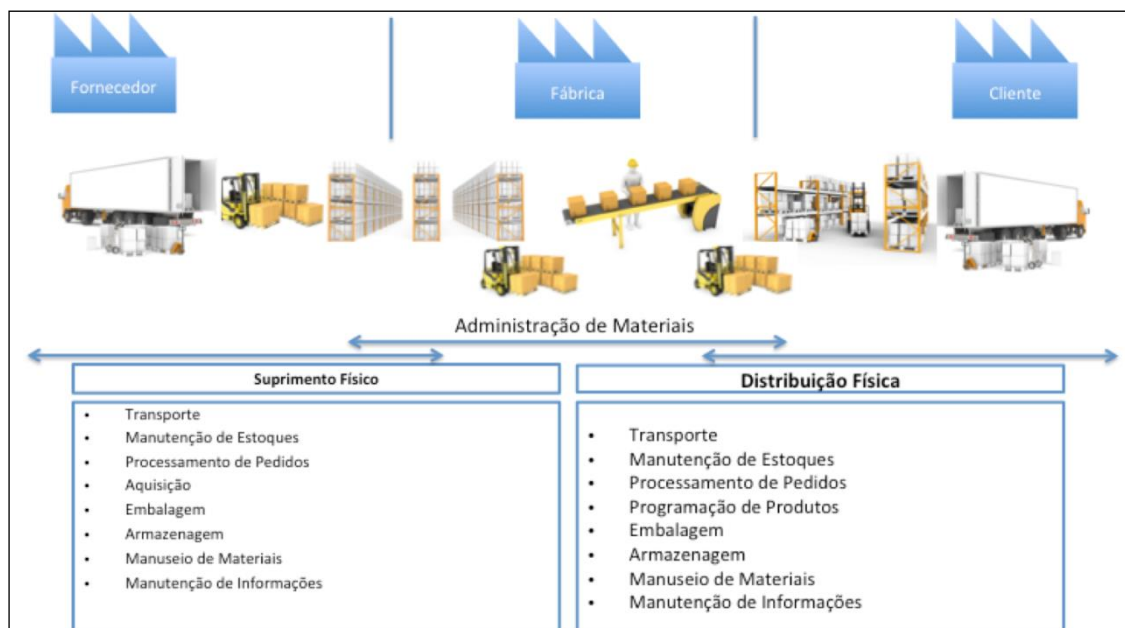 Fornecedor
Fábrica
Cliente
Administração de Materiais
Suprimento Físico
• Transporte
• Manutenção de Estoques
• Processamento de Pedidos
• Aquisição
• Embalagem
• Armazenagem
• Manuseio de Materiais
• Manutenção de Informações
Distribuição Física
• Transporte
• Manutenção de Estoques
• Processamento de Pedidos
• Programação de Produtos
• Embalagem
• Armazenagem
• Manuseio de Materiais
• Manutenção de Informações